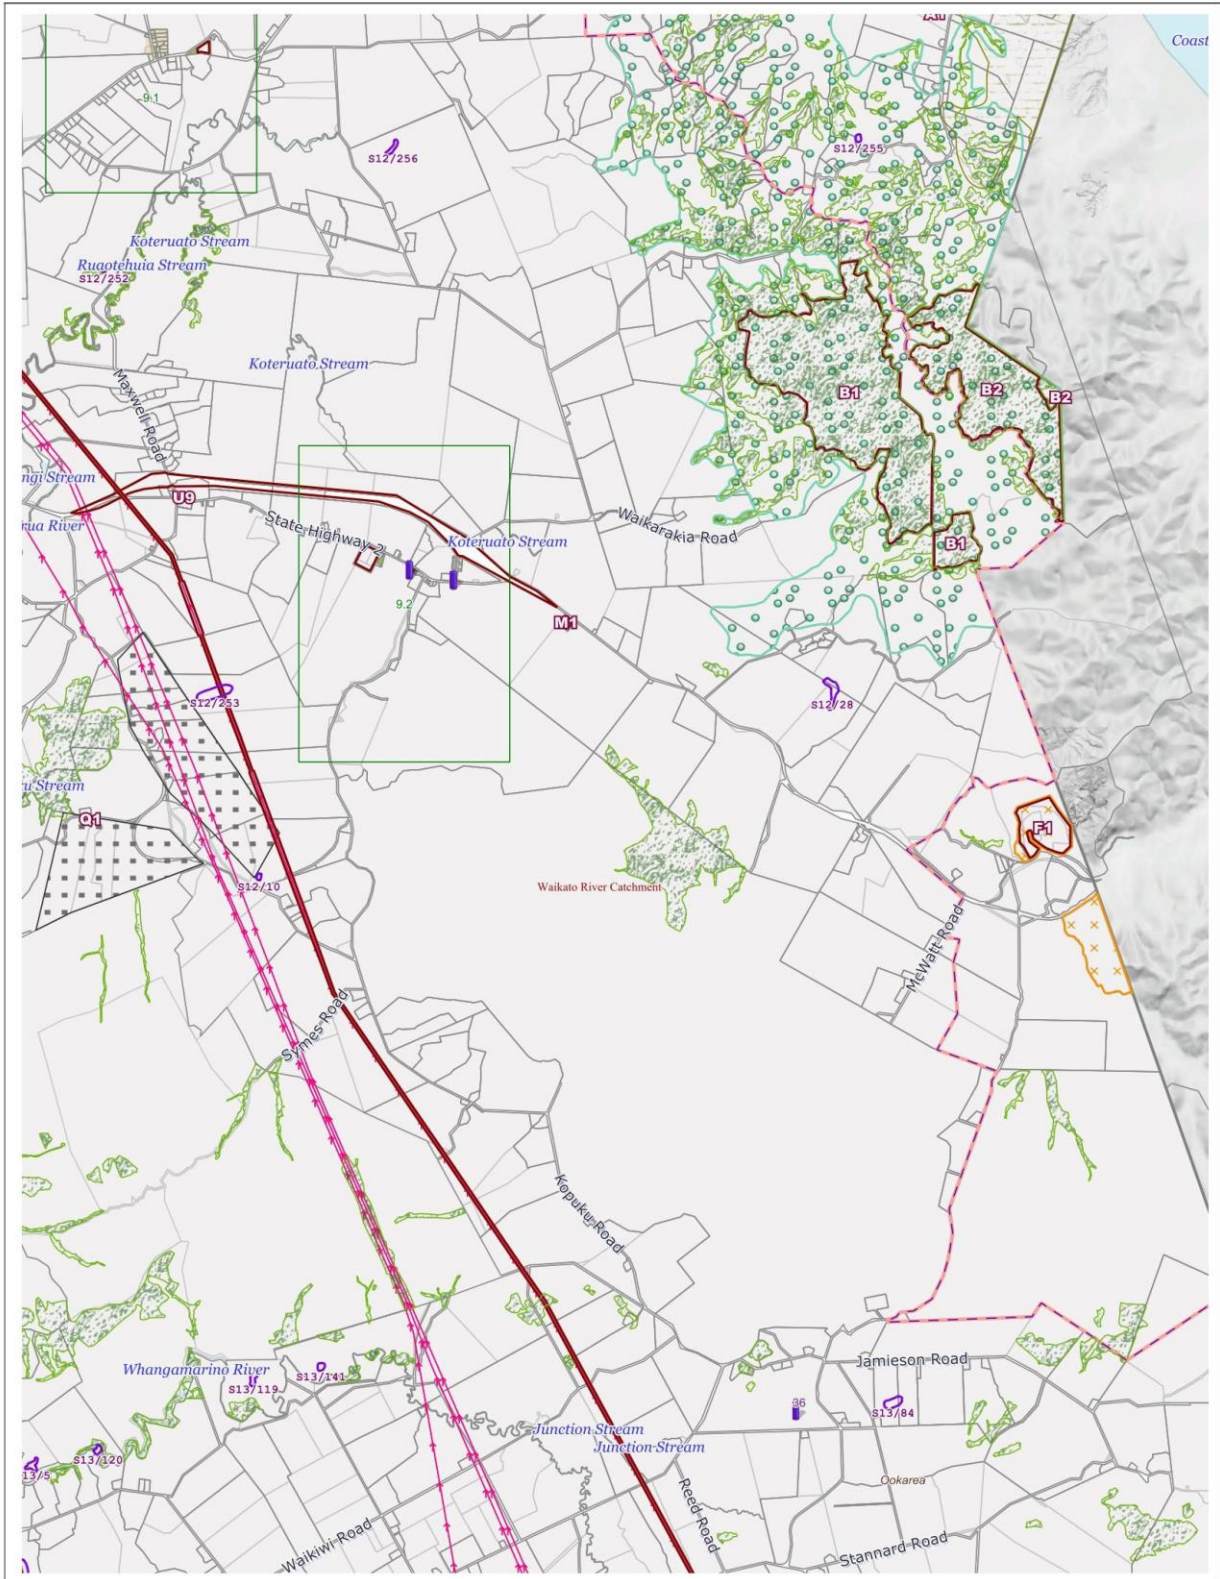 A1
Coast
9.1
S12/256
S12/255
Koteruato Stream
Ruaotehuia Stream
S12/252
Koteruato Stream
Maxwell Road
B1
B2
B2
ngi Stream
U9
rua River
State Highway 2
Waikarakia Road
Koteruato Stream
B1
9.2
M1
S12/253
S12/28
ru Stream
Q1
F1
S12/10
Waikato River Catchment
McWatt Road
Symes Road
Kopuku Road
Whangamarino River
S13/141
S13/119
Jamieson Road
36
S13/84
Junction Stream
Junction Stream
S13/120
13/5
Ookarea
Reed Road
Waikiwi Road
Stannard Road